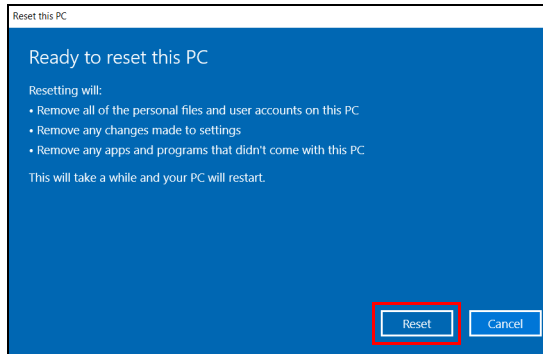 Reset this PC
Ready to reset this PC
Resetting will:
• Remove all of the personal files and user accounts on this PC
• Remove any changes made to settings
• Remove any apps and programs that didn't come with this PC
This will take a while and your PC will restart.
Reset Cancel